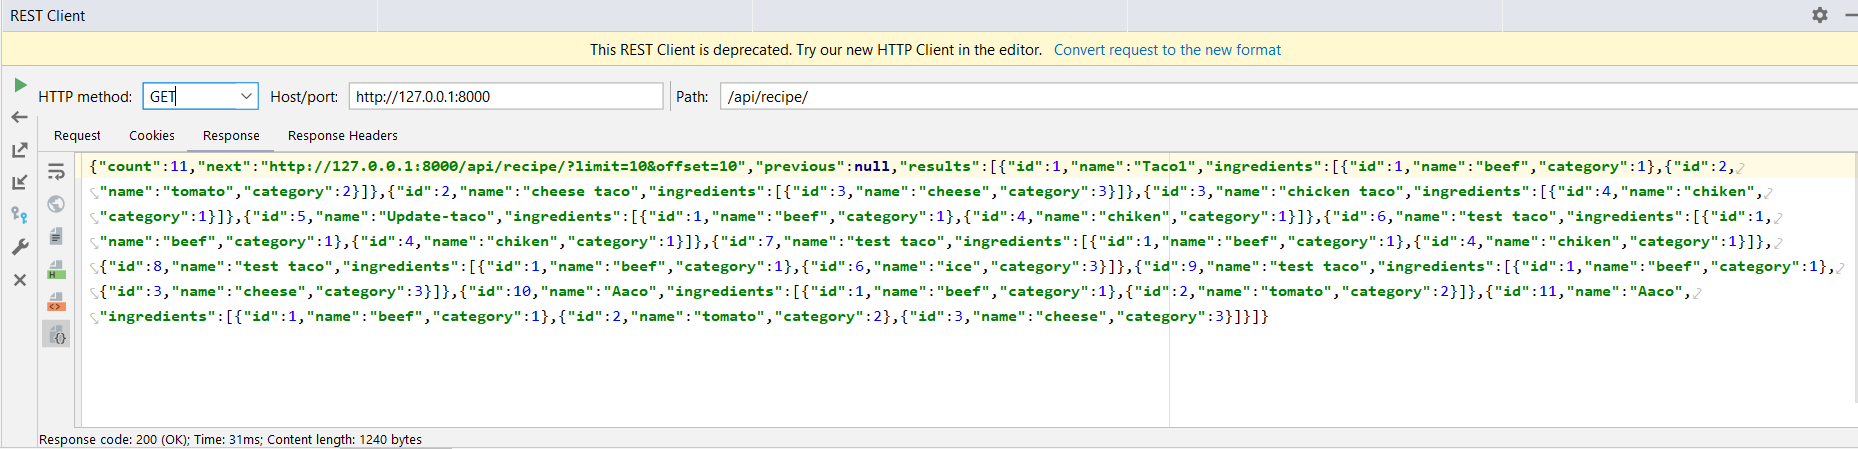 REST Client
This REST Client is deprecated. Try our new HTTP Client in the editor. Convert request to the new format
HTTP method: GET Host/port: http://127.0.0.1:8000 Path: /api/recipe/
Request Cookies Response Response Headers
{"count":11,"next":"http://127.0.0.1:8000/api/recipe/?limit=10&offset=10","previous":null,"results":[{"id":1,"name":"Taco1","ingredients":[{"id":1,"name":"beef","category":1},{"id":2,
"name":"tomato","category":2}]},{"id":2,"name":"cheese taco","ingredients":[{"id":3,"name":"cheese","category":3}]},{"id":3,"name":"chicken taco","ingredients":[{"id":4,"name":"chiken",
"category":1}]},{"id":5,"name":"Update-taco","ingredients":[{"id":1,"name":"beef","category":1},{"id":4,"name":"chiken","category":1}]},{"id":6,"name":"test taco","ingredients":[{"id":1,
"name":"beef","category":1},{"id":4,"name":"chiken","category":1}]},{"id":7,"name":"test taco","ingredients":[{"id":1,"name":"beef","category":1},{"id":4,"name":"chiken","category":1}]},
{"id":8,"name":"test taco","ingredients":[{"id":1,"name":"beef","category":1},{"id":6,"name":"ice","category":3}]},{"id":9,"name":"test taco","ingredients":[{"id":1,"name":"beef","category":1},
{"id":3,"name":"cheese","category":3}]},{"id":10,"name":"Aaco","ingredients":[{"id":1,"name":"beef","category":1},{"id":2,"name":"tomato","category":2}]},{"id":11,"name":"Aaco",
"ingredients":[{"id":1,"name":"beef","category":1},{"id":2,"name":"tomato","category":2},{"id":3,"name":"cheese","category":3}]}]}
Response code: 200 (OK); Time: 31ms; Content length: 1240 bytes